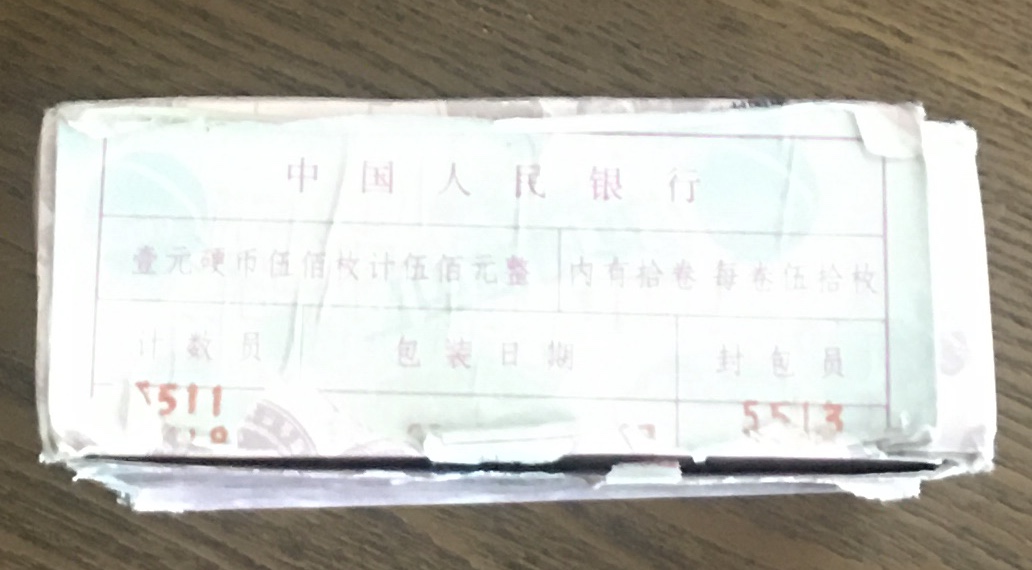 中国人民银行
壹元硬币伍佰枚计伍佰元整 内有拾卷每卷伍拾枚
计数员 包装日期 封包员
5513